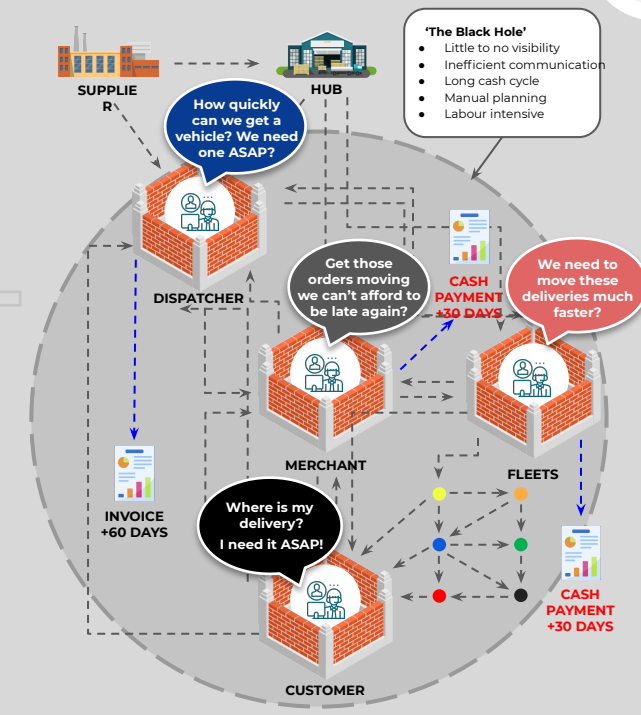 ‘The Black Hole’
● Little to no visibility
● Inefficient communication
● Long cash cycle
● Manual planning
● Labour intensive
SUPPLIE
R
HUB
How quickly
can we get a
vehicle? We need
one ASAP?
DISPATCHER
Get those
orders moving
we can’t afford to
be late again?
CASH
PAYMENT
+30 DAYS
We need to
move these
deliveries much
faster?
MERCHANT
FLEETS
INVOICE
+60 DAYS
Where is my
delivery?
I need it ASAP!
CASH
PAYMENT
+30 DAYS
CUSTOMER